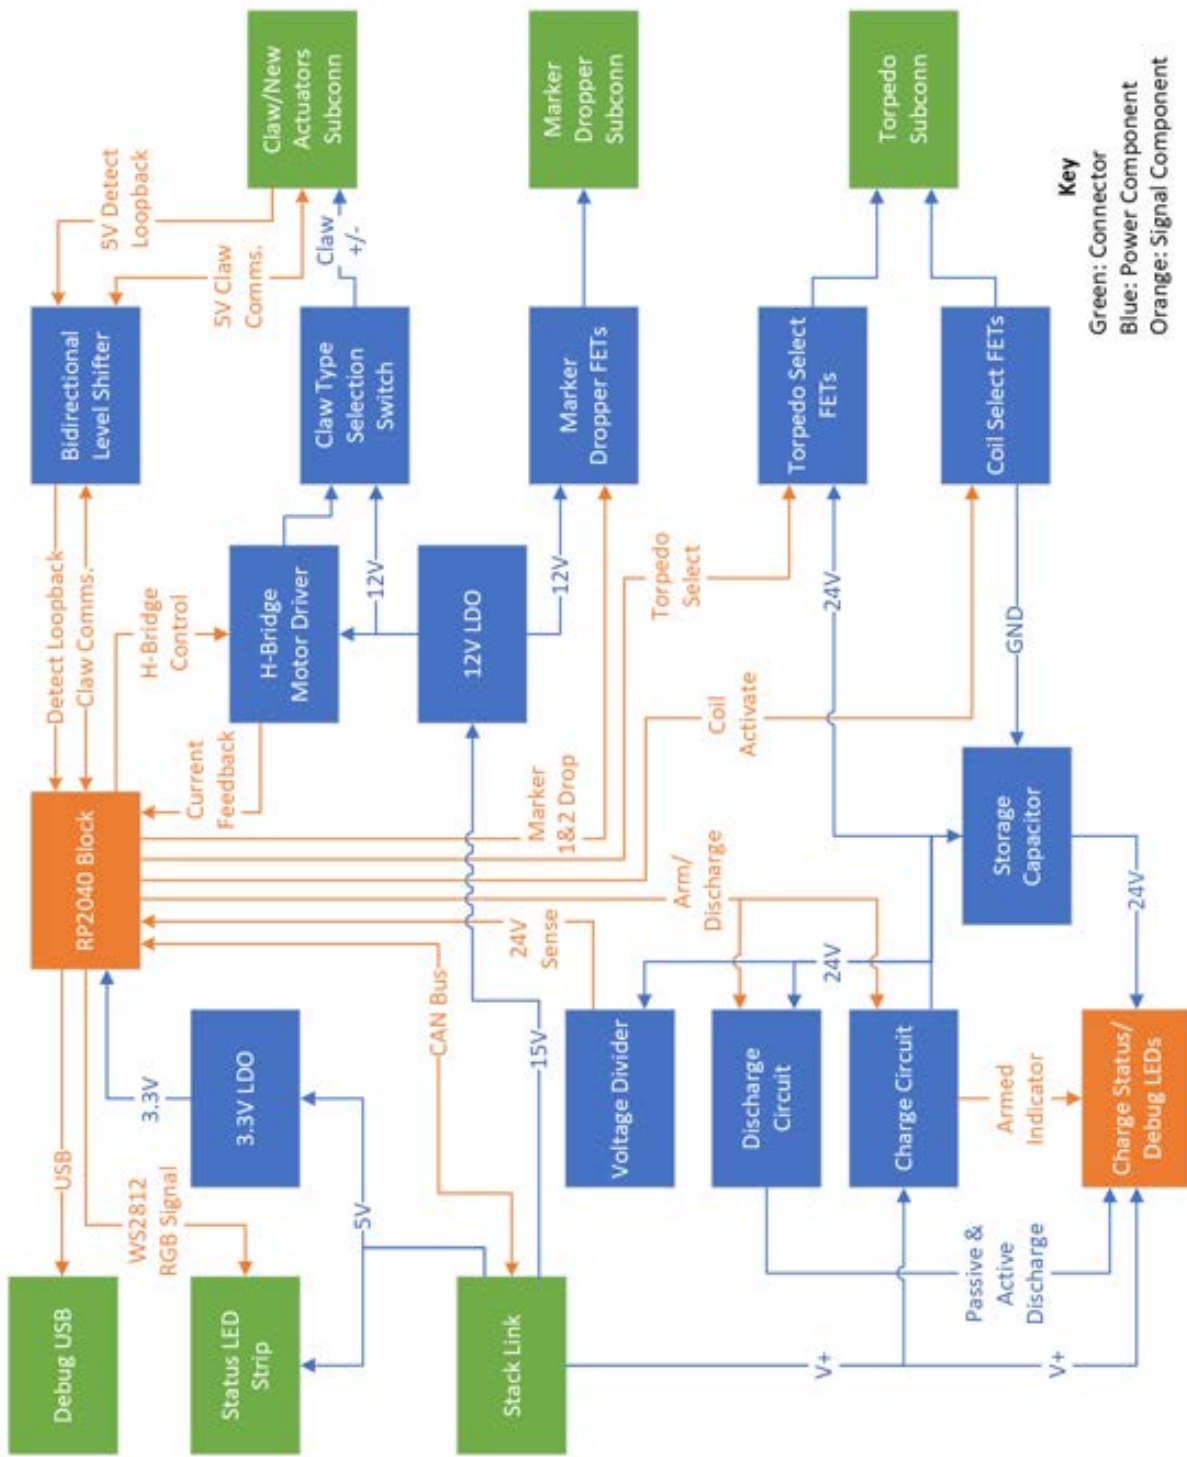 Debug USB
Status LED
Strip
Stack Link
USB
WS2812
RGB Signal
5V
3.3V
3.3V LDO
CAN Bus
15V
V+
V+
RP2040 Block
Detect Loopback
Claw Comms.
H-Bridge
Control
Current
Feedback
H-Bridge
Motor Driver
12V LDO
12V
12V
Bidirectional
Level Shifter
5V Detect
Loopback
5V Claw
Comms.
Claw Type
Selection
Switch
Claw
+/-
Claw/New
Actuators
Subconn
Marker
1&2 Drop
Marker
Dropper FETs
Marker
Dropper
Subconn
24V
Sense
Arm/
Discharge
Coil
Activate
Torpedo
Select
Voltage Divider
Discharge
Circuit
Charge Circuit
24V
24V
Torpedo Select
FETs
Coil Select FETs
Torpedo
Subconn
GND
Storage
Capacitor
24V
Passive &
Active
Discharge
Armed
Indicator
Charge Status/
Debug LEDs
Key
Green: Connector
Blue: Power Component
Orange: Signal Component